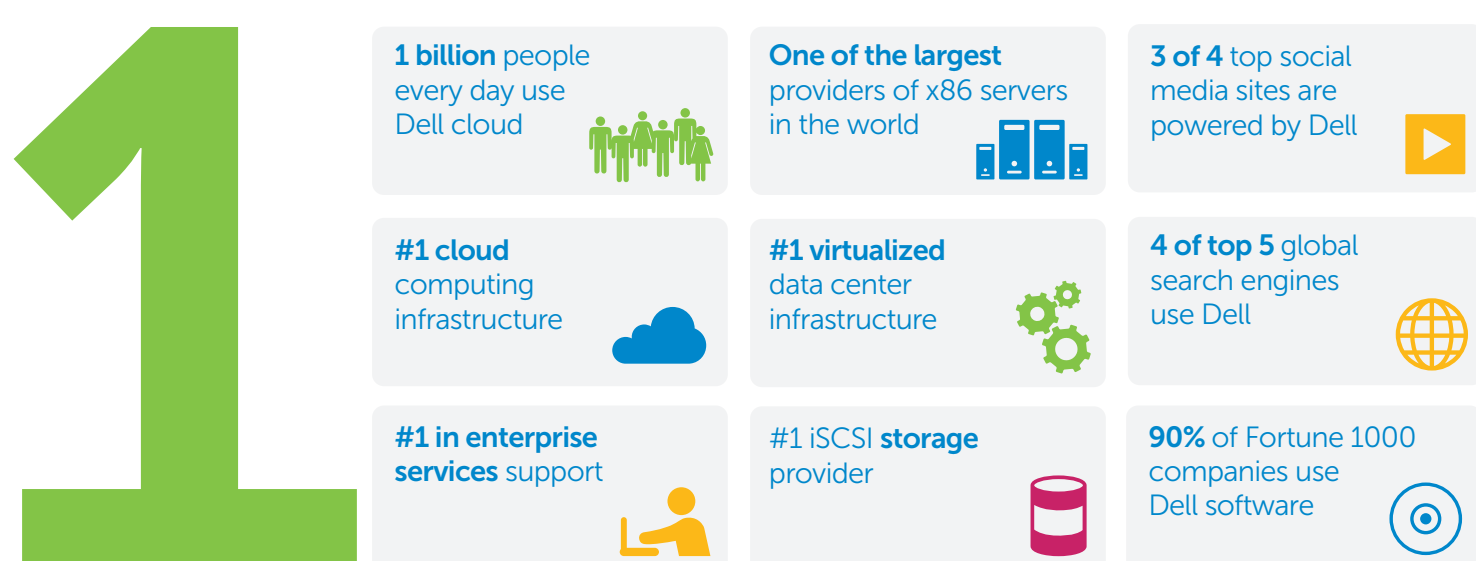 1
1 billion people
every day use
Dell cloud
One of the largest
providers of x86 servers
in the world
3 of 4 top social
media sites are
powered by Dell
#1 cloud
computing
infrastructure
#1 virtualized
data center
infrastructure
4 of top 5 global
search engines
use Dell
#1 in enterprise
services support
#1 iSCSI storage
provider
90% of Fortune 1000
companies use
Dell software